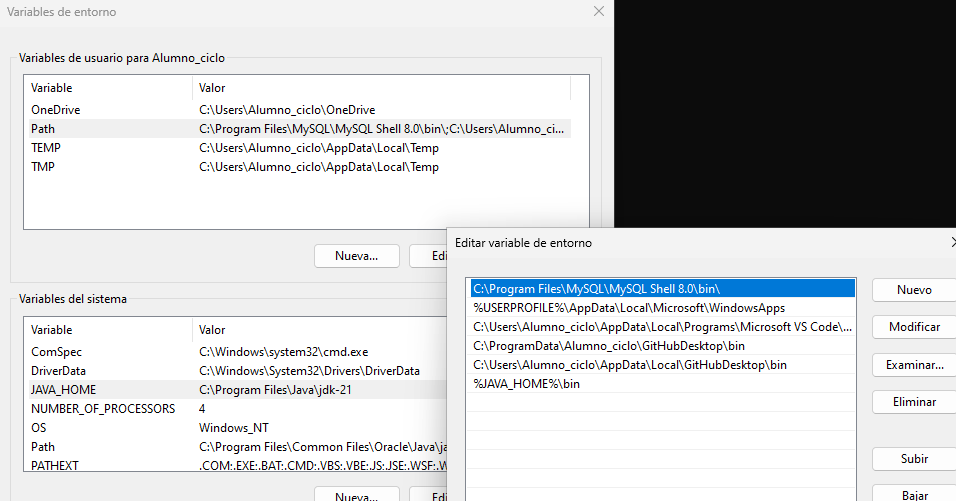 Variables de entorno
Variables de usuario para Alumno_ciclo
Variable Valor
OneDrive C:\Users\Alumno_ciclo\OneDrive
Path C:\Program Files\MySQL\MySQL Shell 8.0\bin\;C:\Users\Alumno_ci...
TEMP C:\Users\Alumno_ciclo\AppData\Local\Temp
TMP C:\Users\Alumno_ciclo\AppData\Local\Temp
Nueva... Edi
Variables del sistema
Variable Valor
ComSpec C:\Windows\system32\cmd.exe
DriverData C:\Windows\System32\Drivers\DriverData
JAVA_HOME C:\Program Files\Java\jdk-21
NUMBER_OF_PROCESSORS 4
OS Windows_NT
Path C:\Program Files\Common Files\Oracle\Java\ja
PATHEXT .COM;.EXE;.BAT;.CMD;.VBS;.VBE;.JS;.JSE;.WSF;.W
Nueva... Edi
Editar variable de entorno
C:\Program Files\MySQL\MySQL Shell 8.0\bin\
%USERPROFILE%\AppData\Local\Microsoft\WindowsApps
C:\Users\Alumno_ciclo\AppData\Local\Programs\Microsoft VS Code\...
C:\ProgramData\Alumno_ciclo\GitHubDesktop\bin
C:\Users\Alumno_ciclo\AppData\Local\GitHubDesktop\bin
%JAVA_HOME%\bin
Nuevo
Modificar
Examinar...
Eliminar
Subir
Bajar